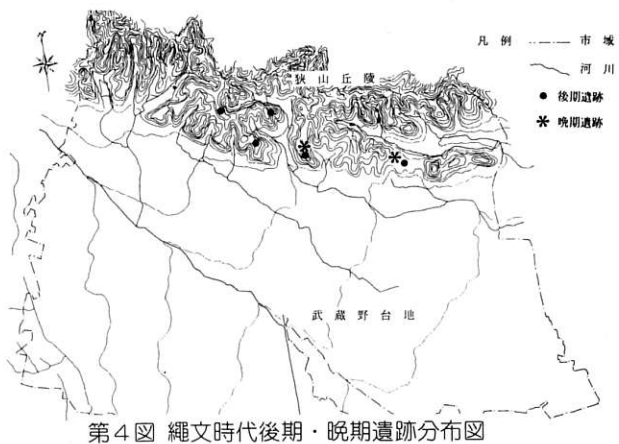 凡例 市域
河川
後期遺跡
晩期遺跡
狭山丘陵
武蔵野台地
第4図 繩文時代後期・晩期遺跡分布図